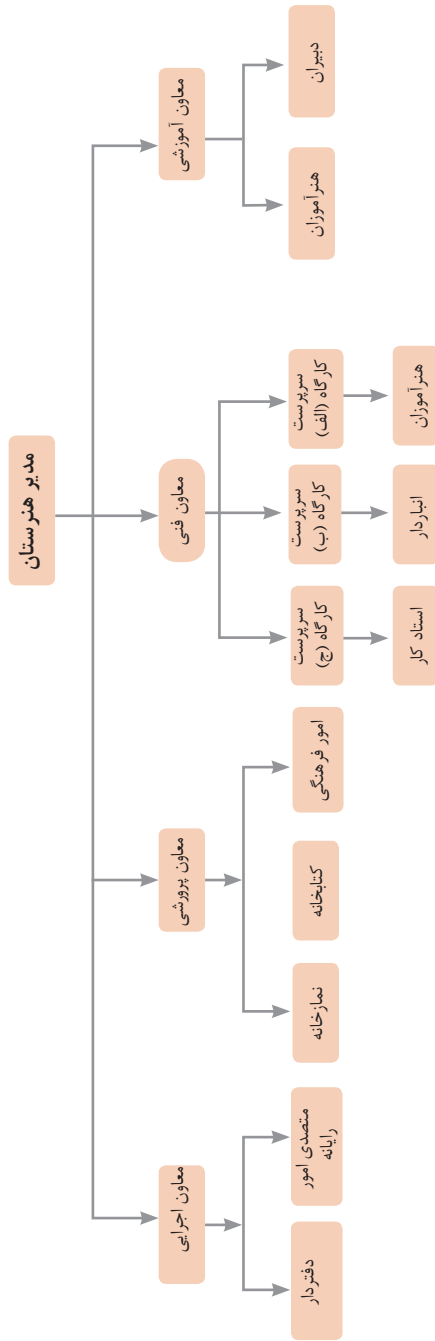 مدیر هنرستان
معاون آموزشی
معاون فنی
معاون پرورشی
معاون اجرایی
دبیران
هنرآموزان
سرپرست
کارگاه (الف)
سرپرست
کارگاه (ب)
سرپرست
کارگاه (ج)
امور فرهنگی
کتابخانه
نمازخانه
متصدی امور
رایانه
دفتردار
هنرآموزان
انباردار
استاد کار